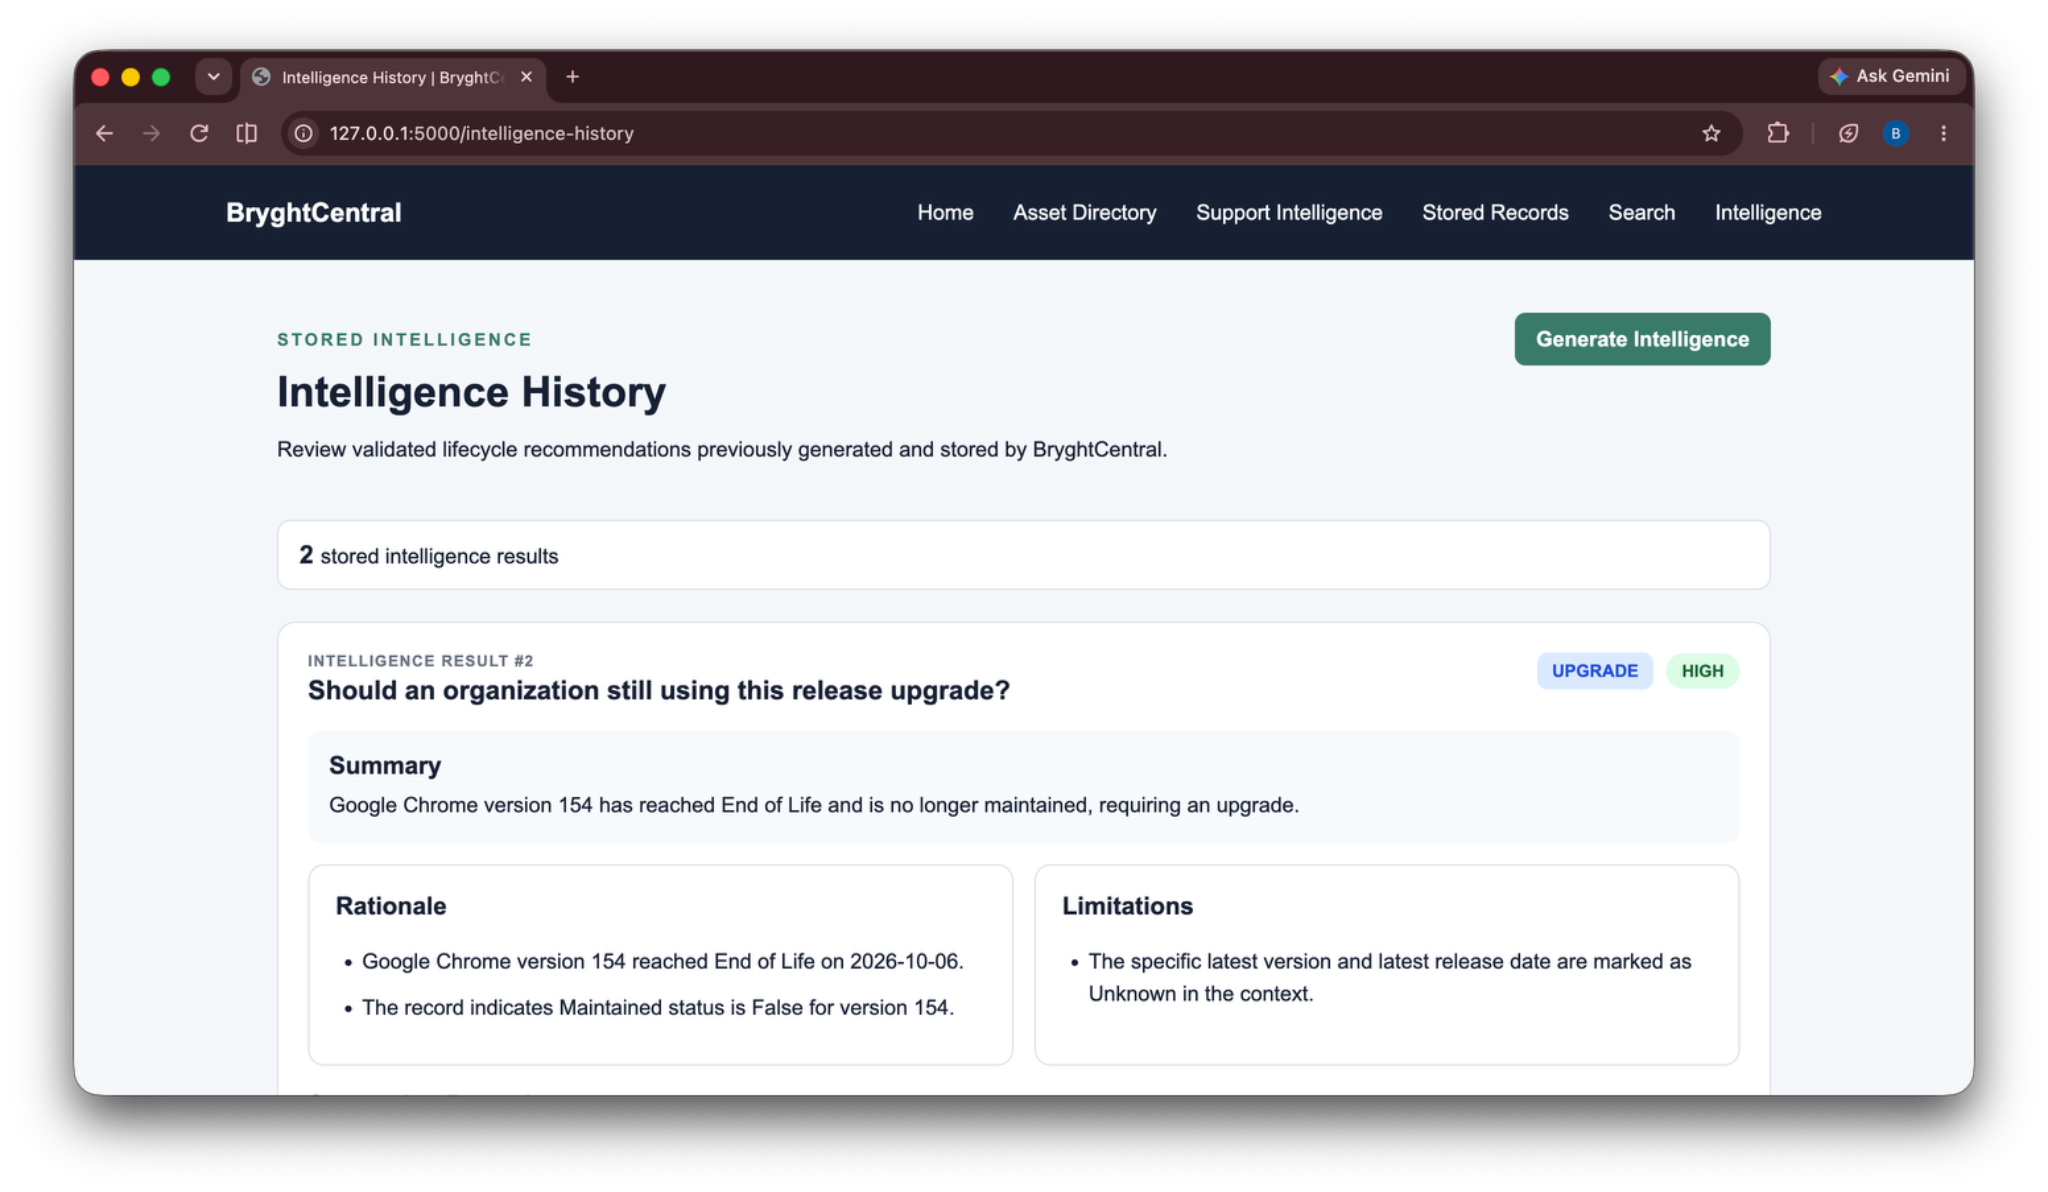 Intelligence History | BryghtCe
Ask Gemini
127.0.0.1:5000/intelligence-history
B
BryghtCentral
Home
Asset Directory
Support Intelligence
Stored Records
Search
Intelligence
STORED INTELLIGENCE
Generate Intelligence
Intelligence History
Review validated lifecycle recommendations previously generated and stored by BryghtCentral.
2 stored intelligence results
INTELLIGENCE RESULT #2
UPGRADE
HIGH
Should an organization still using this release upgrade?
Summary
Google Chrome version 154 has reached End of Life and is no longer maintained, requiring an upgrade.
Rationale
• Google Chrome version 154 reached End of Life on 2026-10-06.
• The record indicates Maintained status is False for version 154.
Limitations
• The specific latest version and latest release date are marked as
Unknown in the context.